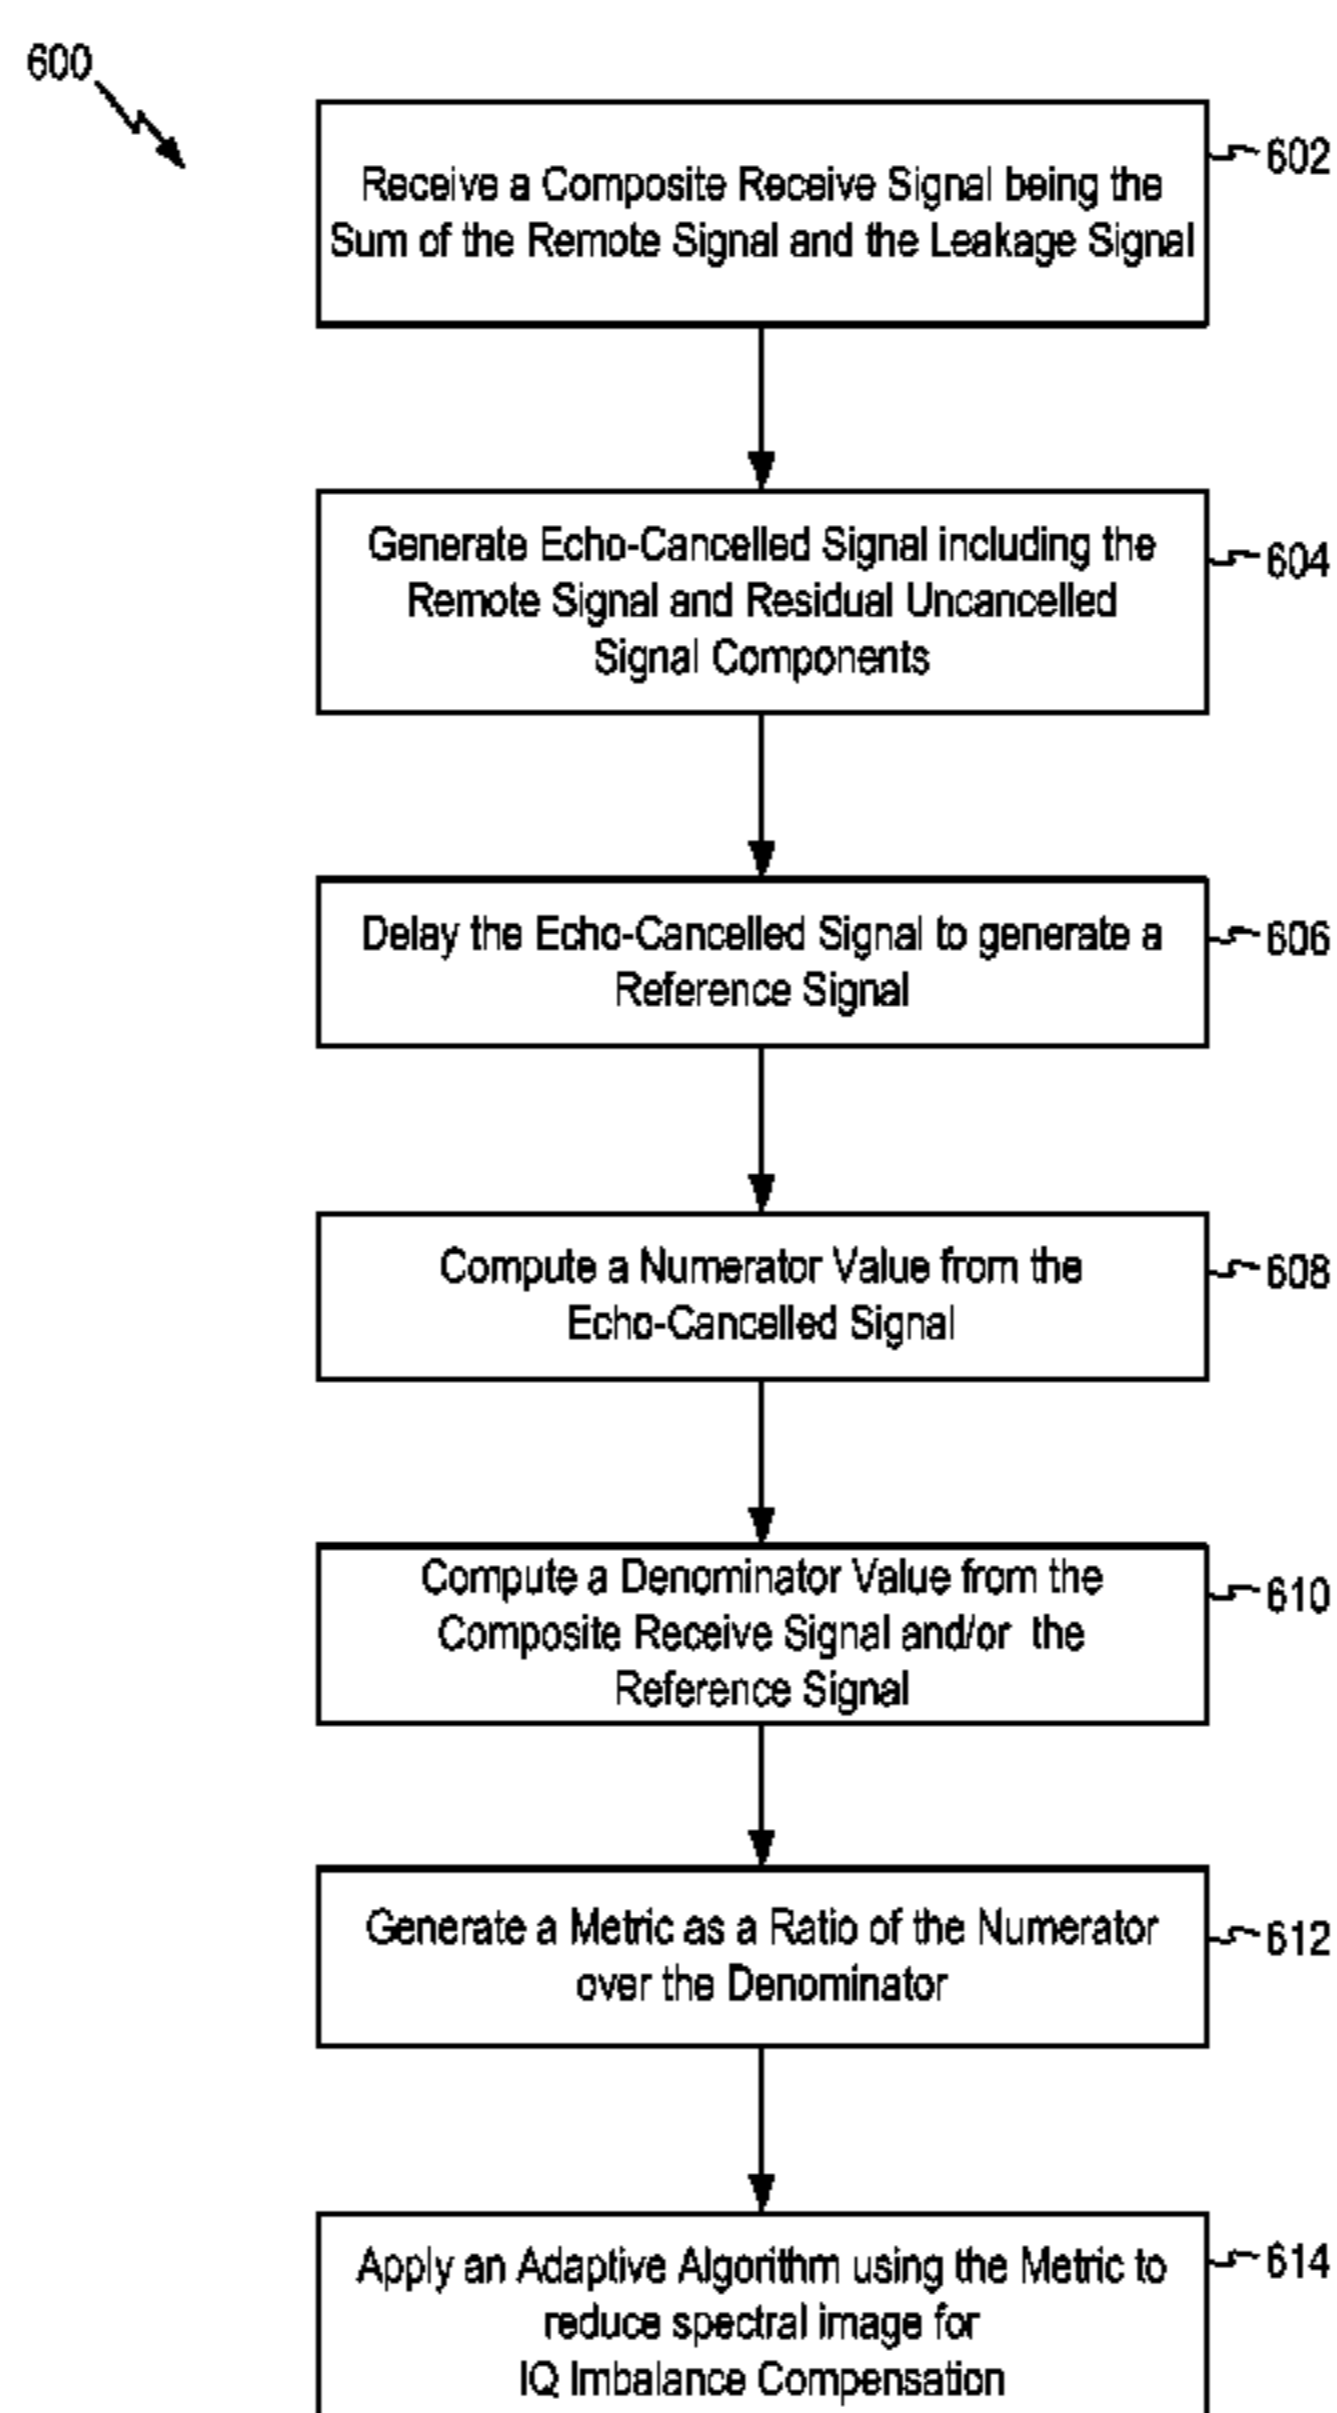 600
Receive a Composite Receive Signal being the
Sum of the Remote Signal and the Leakage Signal
602
Generate Echo-Cancelled Signal including the
Remote Signal and Residual Uncancelled
Signal Components
604
Delay the Echo-Cancelled Signal to generate a
Reference Signal
606
Compute a Numerator Value from the
Echo-Cancelled Signal
608
Compute a Denominator Value from the
Composite Receive Signal and/or the
Reference Signal
610
Generate a Metric as a Ratio of the Numerator
over the Denominator
612
Apply an Adaptive Algorithm using the Metric to
reduce spectral image for
IQ Imbalance Compensation
614